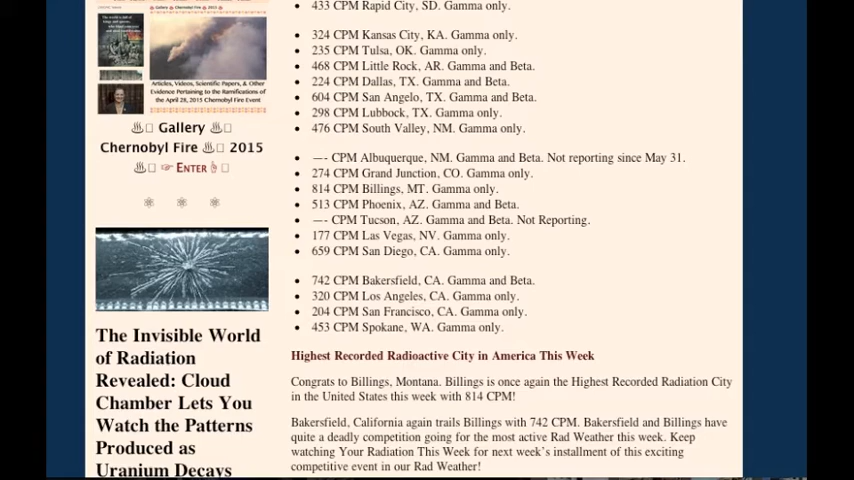 Articles, Videos, Scientific Papers, & Other
Evidence Pertaining to the Ramifications of
the April 28, 2015 Chernobyl Fire Event
♨ Gallery ♨
Chernobyl Fire ♨ 2015
♨ ☞ ENTER ☝
⚛ ⚛ ⚛
The Invisible World
of Radiation
Revealed: Cloud
Chamber Lets You
Watch the Patterns
Produced as
Uranium Decays
• 433 CPM Rapid City, SD. Gamma only.
• 324 CPM Kansas City, KA. Gamma only.
• 235 CPM Tulsa, OK. Gamma only.
• 468 CPM Little Rock, AR. Gamma and Beta.
• 224 CPM Dallas, TX. Gamma and Beta.
• 604 CPM San Angelo, TX. Gamma and Beta.
• 298 CPM Lubbock, TX. Gamma only.
• 476 CPM South Valley, NM. Gamma only.
• —- CPM Albuquerque, NM. Gamma and Beta. Not reporting since May 31.
• 274 CPM Grand Junction, CO. Gamma only.
• 814 CPM Billings, MT. Gamma only.
• 513 CPM Phoenix, AZ. Gamma and Beta.
• —- CPM Tucson, AZ. Gamma and Beta. Not Reporting.
• 177 CPM Las Vegas, NV. Gamma only.
• 659 CPM San Diego, CA. Gamma only.
• 742 CPM Bakersfield, CA. Gamma and Beta.
• 320 CPM Los Angeles, CA. Gamma only.
• 204 CPM San Francisco, CA. Gamma only.
• 453 CPM Spokane, WA. Gamma only.
Highest Recorded Radioactive City in America This Week
Congrats to Billings, Montana. Billings is once again the Highest Recorded Radiation City
in the United States this week with 814 CPM!
Bakersfield, California again trails Billings with 742 CPM. Bakersfield and Billings have
quite a deadly competition going for the most active Rad Weather this week. Keep
watching Your Radiation This Week for next week's installment of this exciting
competitive event in our Rad Weather!